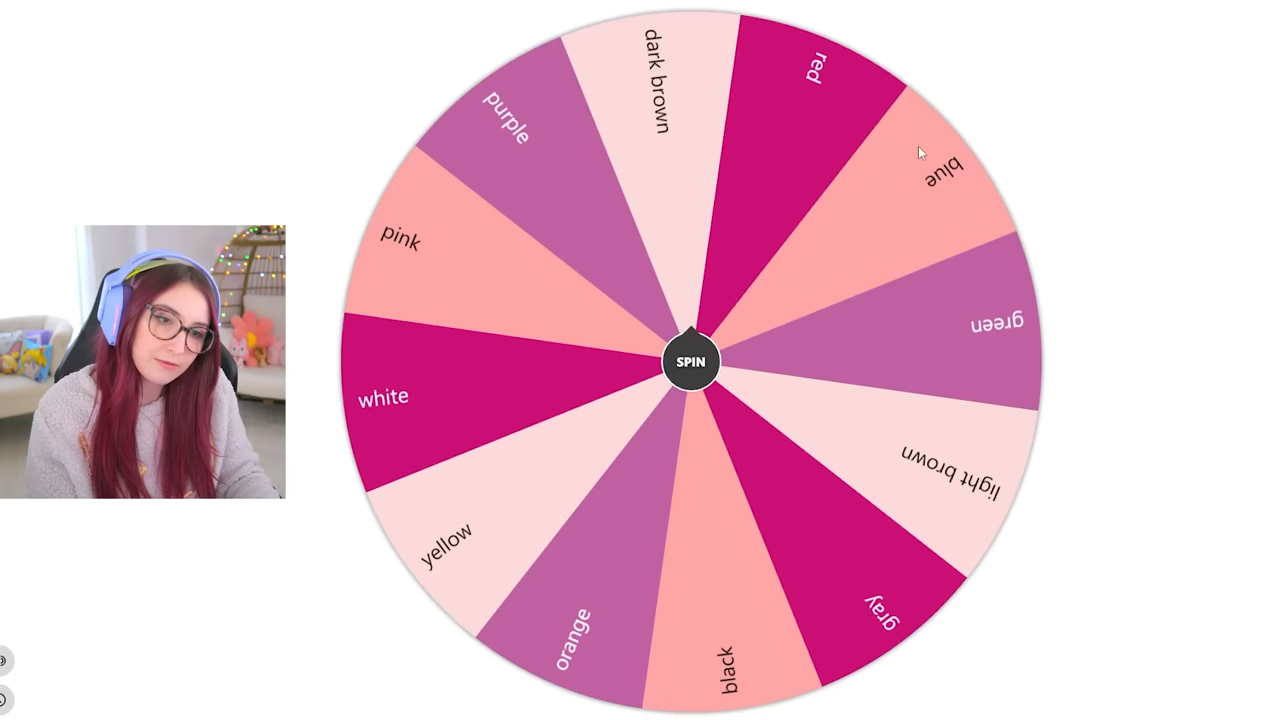 dark brown
red
blue
green
light brown
gray
black
orange
yellow
white
pink
purple
SPIN